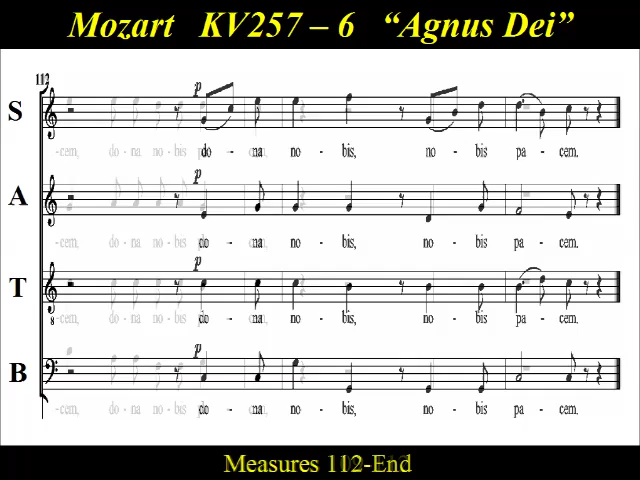 Mozart KV257 – 6 “Agnus Dei”
112
p
S
-cem, do - na no - bis do - na no - bis, no - bis pa - cem.
p
A
-cem, do - na no - bis do - na no - bis, no - bis pa - cem.
p
T
8
-cem, do - na no - bis do - na no - bis, no - bis pa - cem.
p
B
-cem, do - na no - bis do - na no - bis, no - bis pa - cem.
Measures 112-End